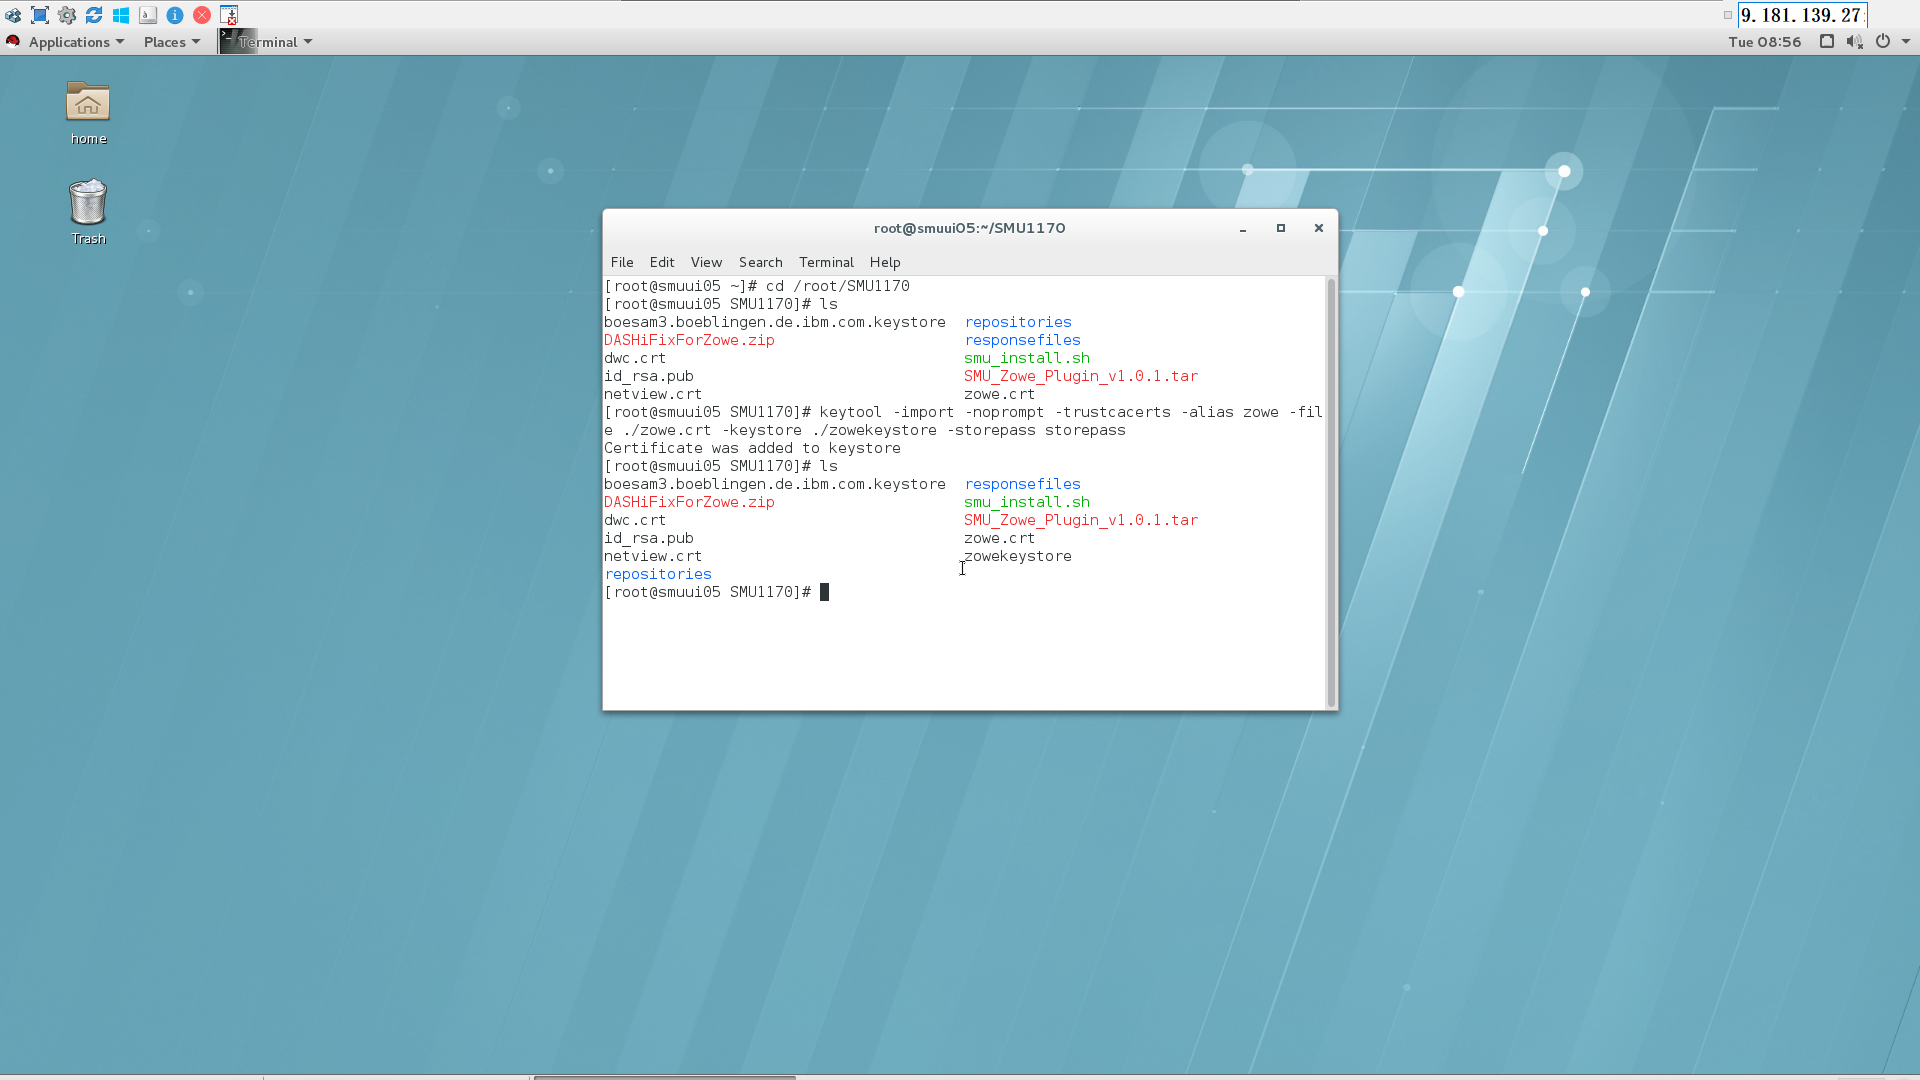 9.181.139.27
Applications Places Terminal Tue 08:56
home
Trash
root@smuui05:~/SMU1170
File Edit View Search Terminal Help
[root@smuui05 ~]# cd /root/SMU1170
[root@smuui05 SMU1170]# ls
boesam3.boeblingen.de.ibm.com.keystore repositories
DASHiFixForZowe.zip responsefiles
dwc.crt smu_install.sh
id_rsa.pub SMU_Zowe_Plugin_v1.0.1.tar
netview.crt zowe.crt
[root@smuui05 SMU1170]# keytool -import -noprompt -trustcacerts -alias zowe -fil
e ./zowe.crt -keystore ./zowekeystore -storepass storepass
Certificate was added to keystore
[root@smuui05 SMU1170]# ls
boesam3.boeblingen.de.ibm.com.keystore responsefiles
DASHiFixForZowe.zip smu_install.sh
dwc.crt SMU_Zowe_Plugin_v1.0.1.tar
id_rsa.pub zowe.crt
netview.crt zowekeystore
repositories
[root@smuui05 SMU1170]#